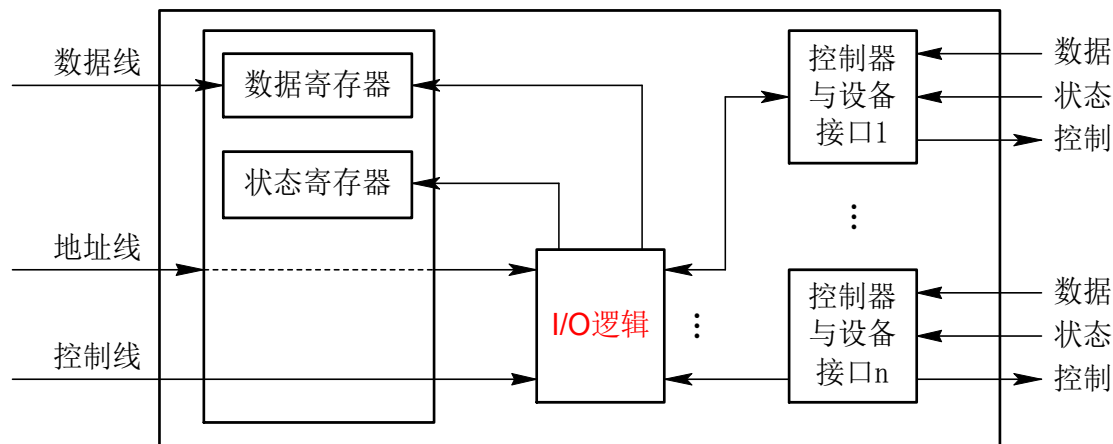 数据线
数据寄存器
状态寄存器
地址线
控制线
I/O逻辑
控制器
与设备
接口1
数据
状态
控制
控制器
与设备
接口n
数据
状态
控制